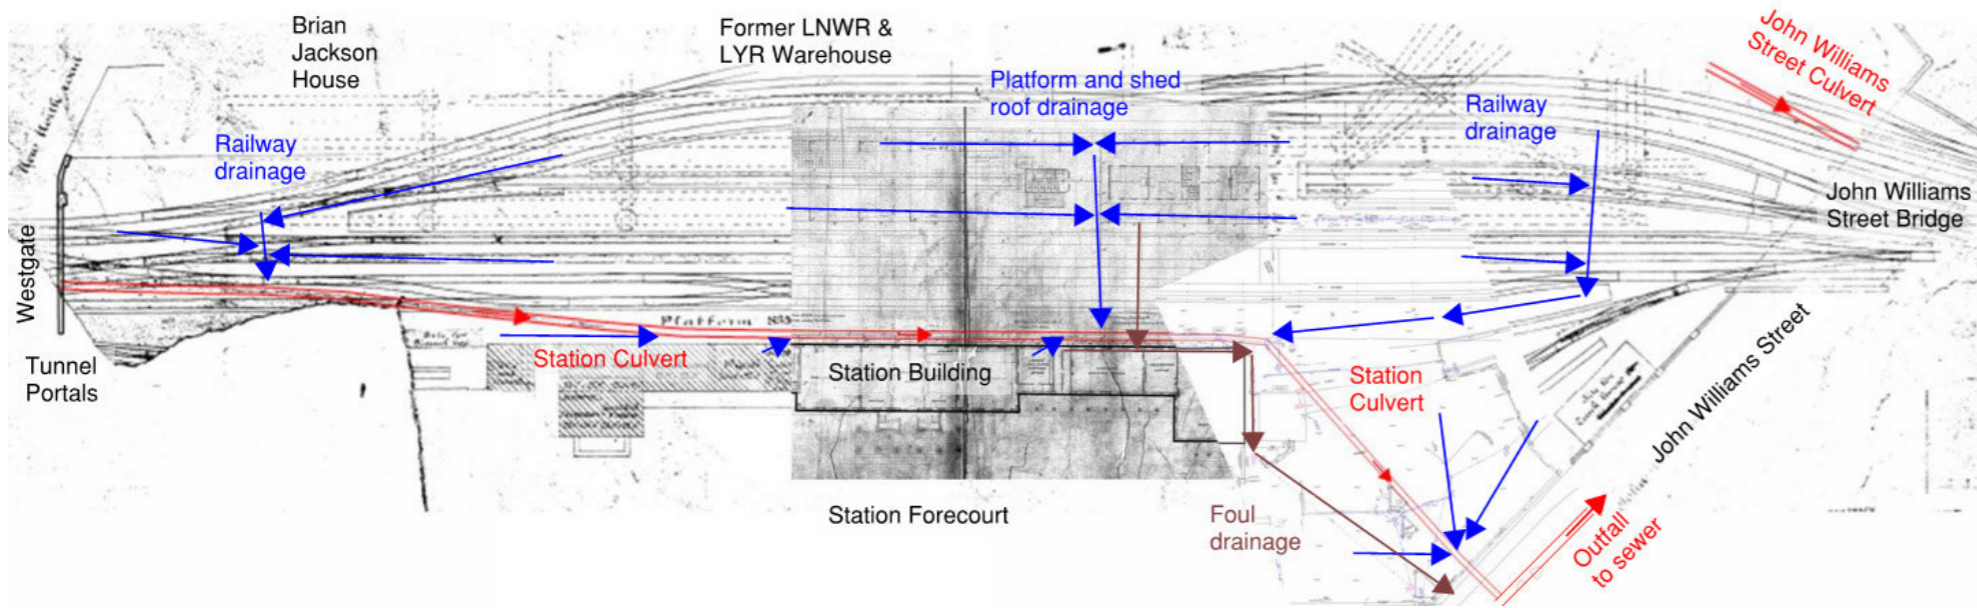 Brian
Jackson
House
Former LNWR &
LYR Warehouse
Platform and shed
roof drainage
Railway
drainage
John Williams
Street Culvert
Railway
drainage
John Williams
Street Bridge
Westgate
Tunnel
Portals
Platform
Station Culvert
Station Building
Station
Culvert
John Williams Street
Station Forecourt
Foul
drainage
Outfall
to sewer